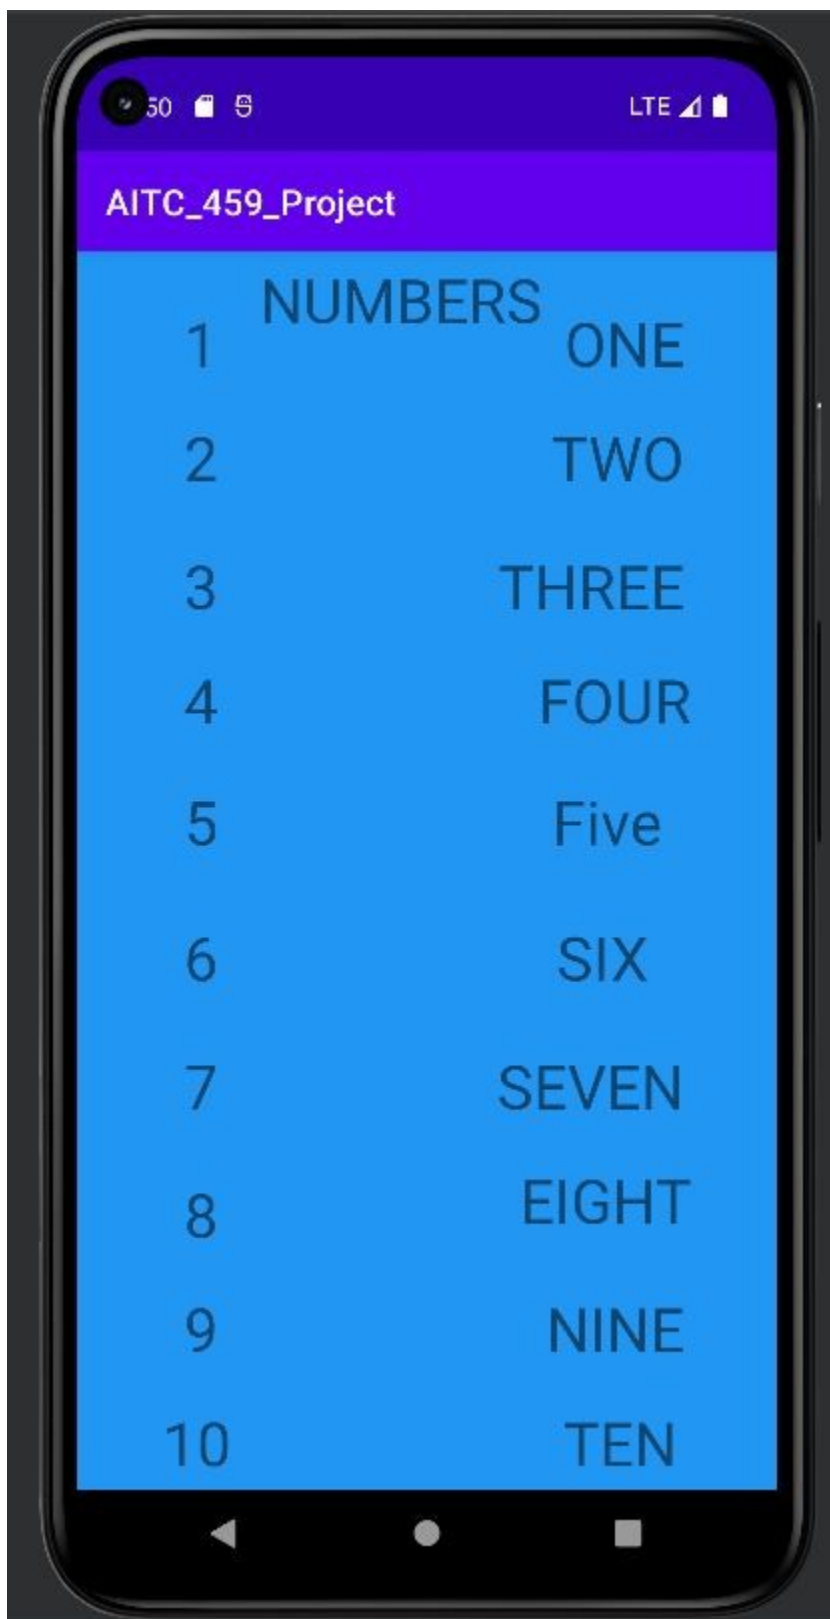 50 LTE
AITC_459_Project
NUMBERS
1 ONE
2 TWO
3 THREE
4 FOUR
5 Five
6 SIX
7 SEVEN
8 EIGHT
9 NINE
10 TEN